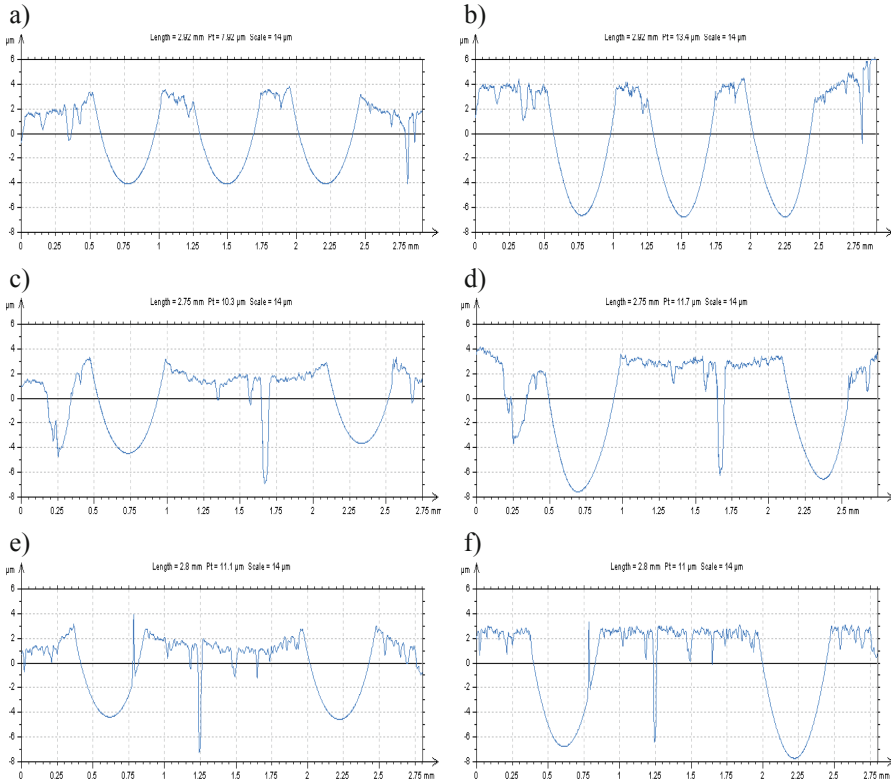 a)
Length = 2.92 mm Pt = 7.92 µm Scale = 14 µm
µm
6
4
2
0
-2
-4
-6
-8
0 0.25 0.5 0.75 1 1.25 1.5 1.75 2 2.25 2.5 2.75 mm
b)
Length = 2.92 mm Pt = 13.4 µm Scale = 14 µm
µm
6
4
2
0
-2
-4
-6
-8
0 0.25 0.5 0.75 1 1.25 1.5 1.75 2 2.25 2.5 2.75 mm
c)
Length = 2.75 mm Pt = 10.3 µm Scale = 14 µm
µm
6
4
2
0
-2
-4
-6
-8
0 0.25 0.5 0.75 1 1.25 1.5 1.75 2 2.25 2.5 2.75 mm
d)
Length = 2.75 mm Pt = 11.7 µm Scale = 14 µm
µm
6
4
2
0
-2
-4
-6
-8
0 0.25 0.5 0.75 1 1.25 1.5 1.75 2 2.25 2.5 2.75 mm
e)
Length = 2.8 mm Pt = 11.1 µm Scale = 14 µm
µm
6
4
2
0
-2
-4
-6
-8
0 0.25 0.5 0.75 1 1.25 1.5 1.75 2 2.25 2.5 2.75 mm
f)
Length = 2.8 mm Pt = 11 µm Scale = 14 µm
µm
6
4
2
0
-2
-4
-6
-8
0 0.25 0.5 0.75 1 1.25 1.5 1.75 2 2.25 2.5 2.75 mm